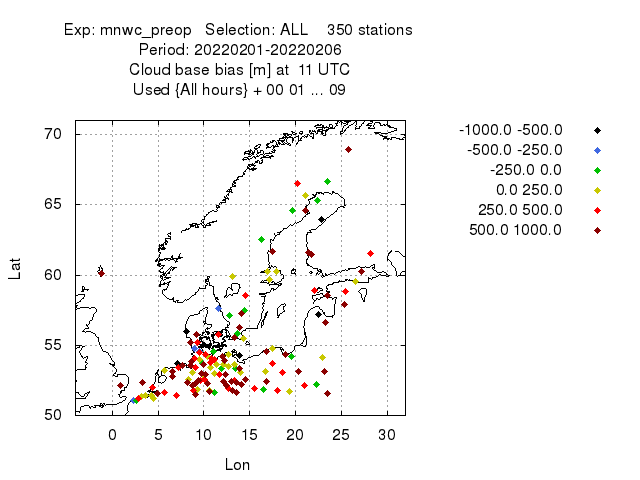 Exp: mnwc_preop   Selection: ALL    350 stations
Period: 20220201-20220206
Cloud base bias [m] at  11 UTC
Used {All hours} + 00 01 ... 09
-1000.0 -500.0
-500.0 -250.0
-250.0 0.0
0.0 250.0
250.0 500.0
500.0 1000.0
70
65
60
55
50
Lat
0 5 10 15 20 25 30
Lon